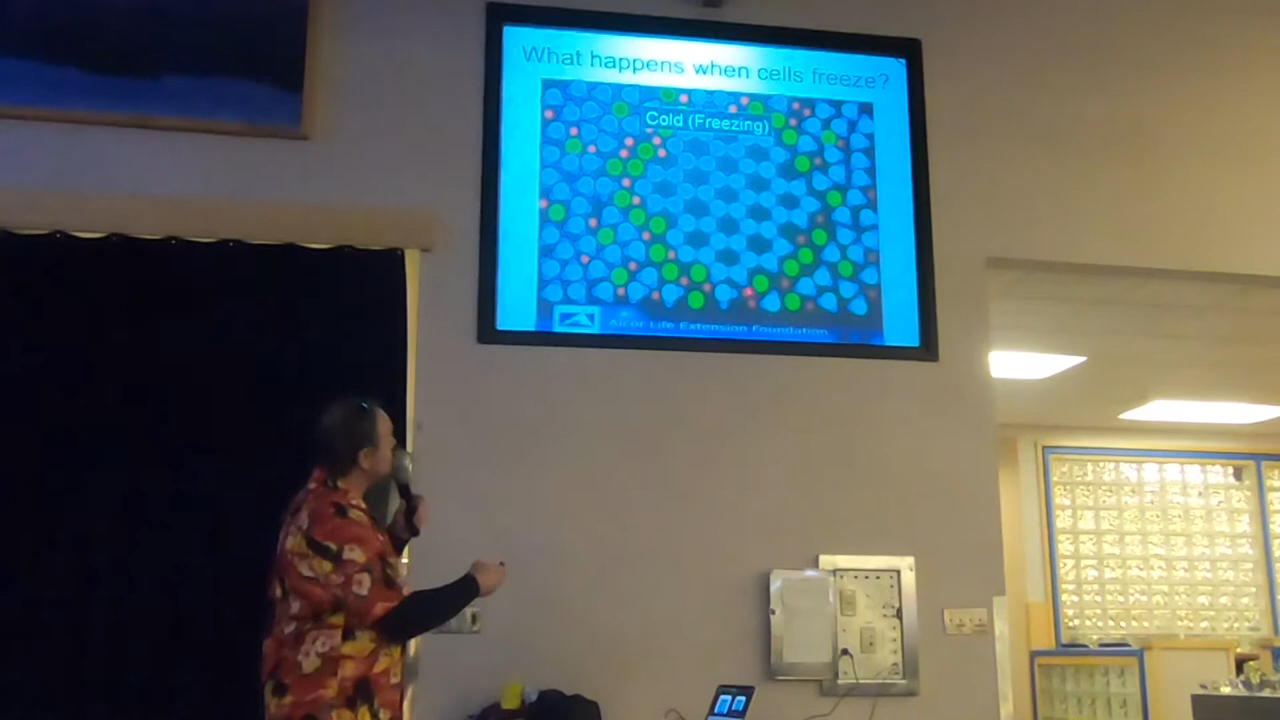 What happens when cells freeze?
Cold (Freezing)
Alcor Life Extension Foundation